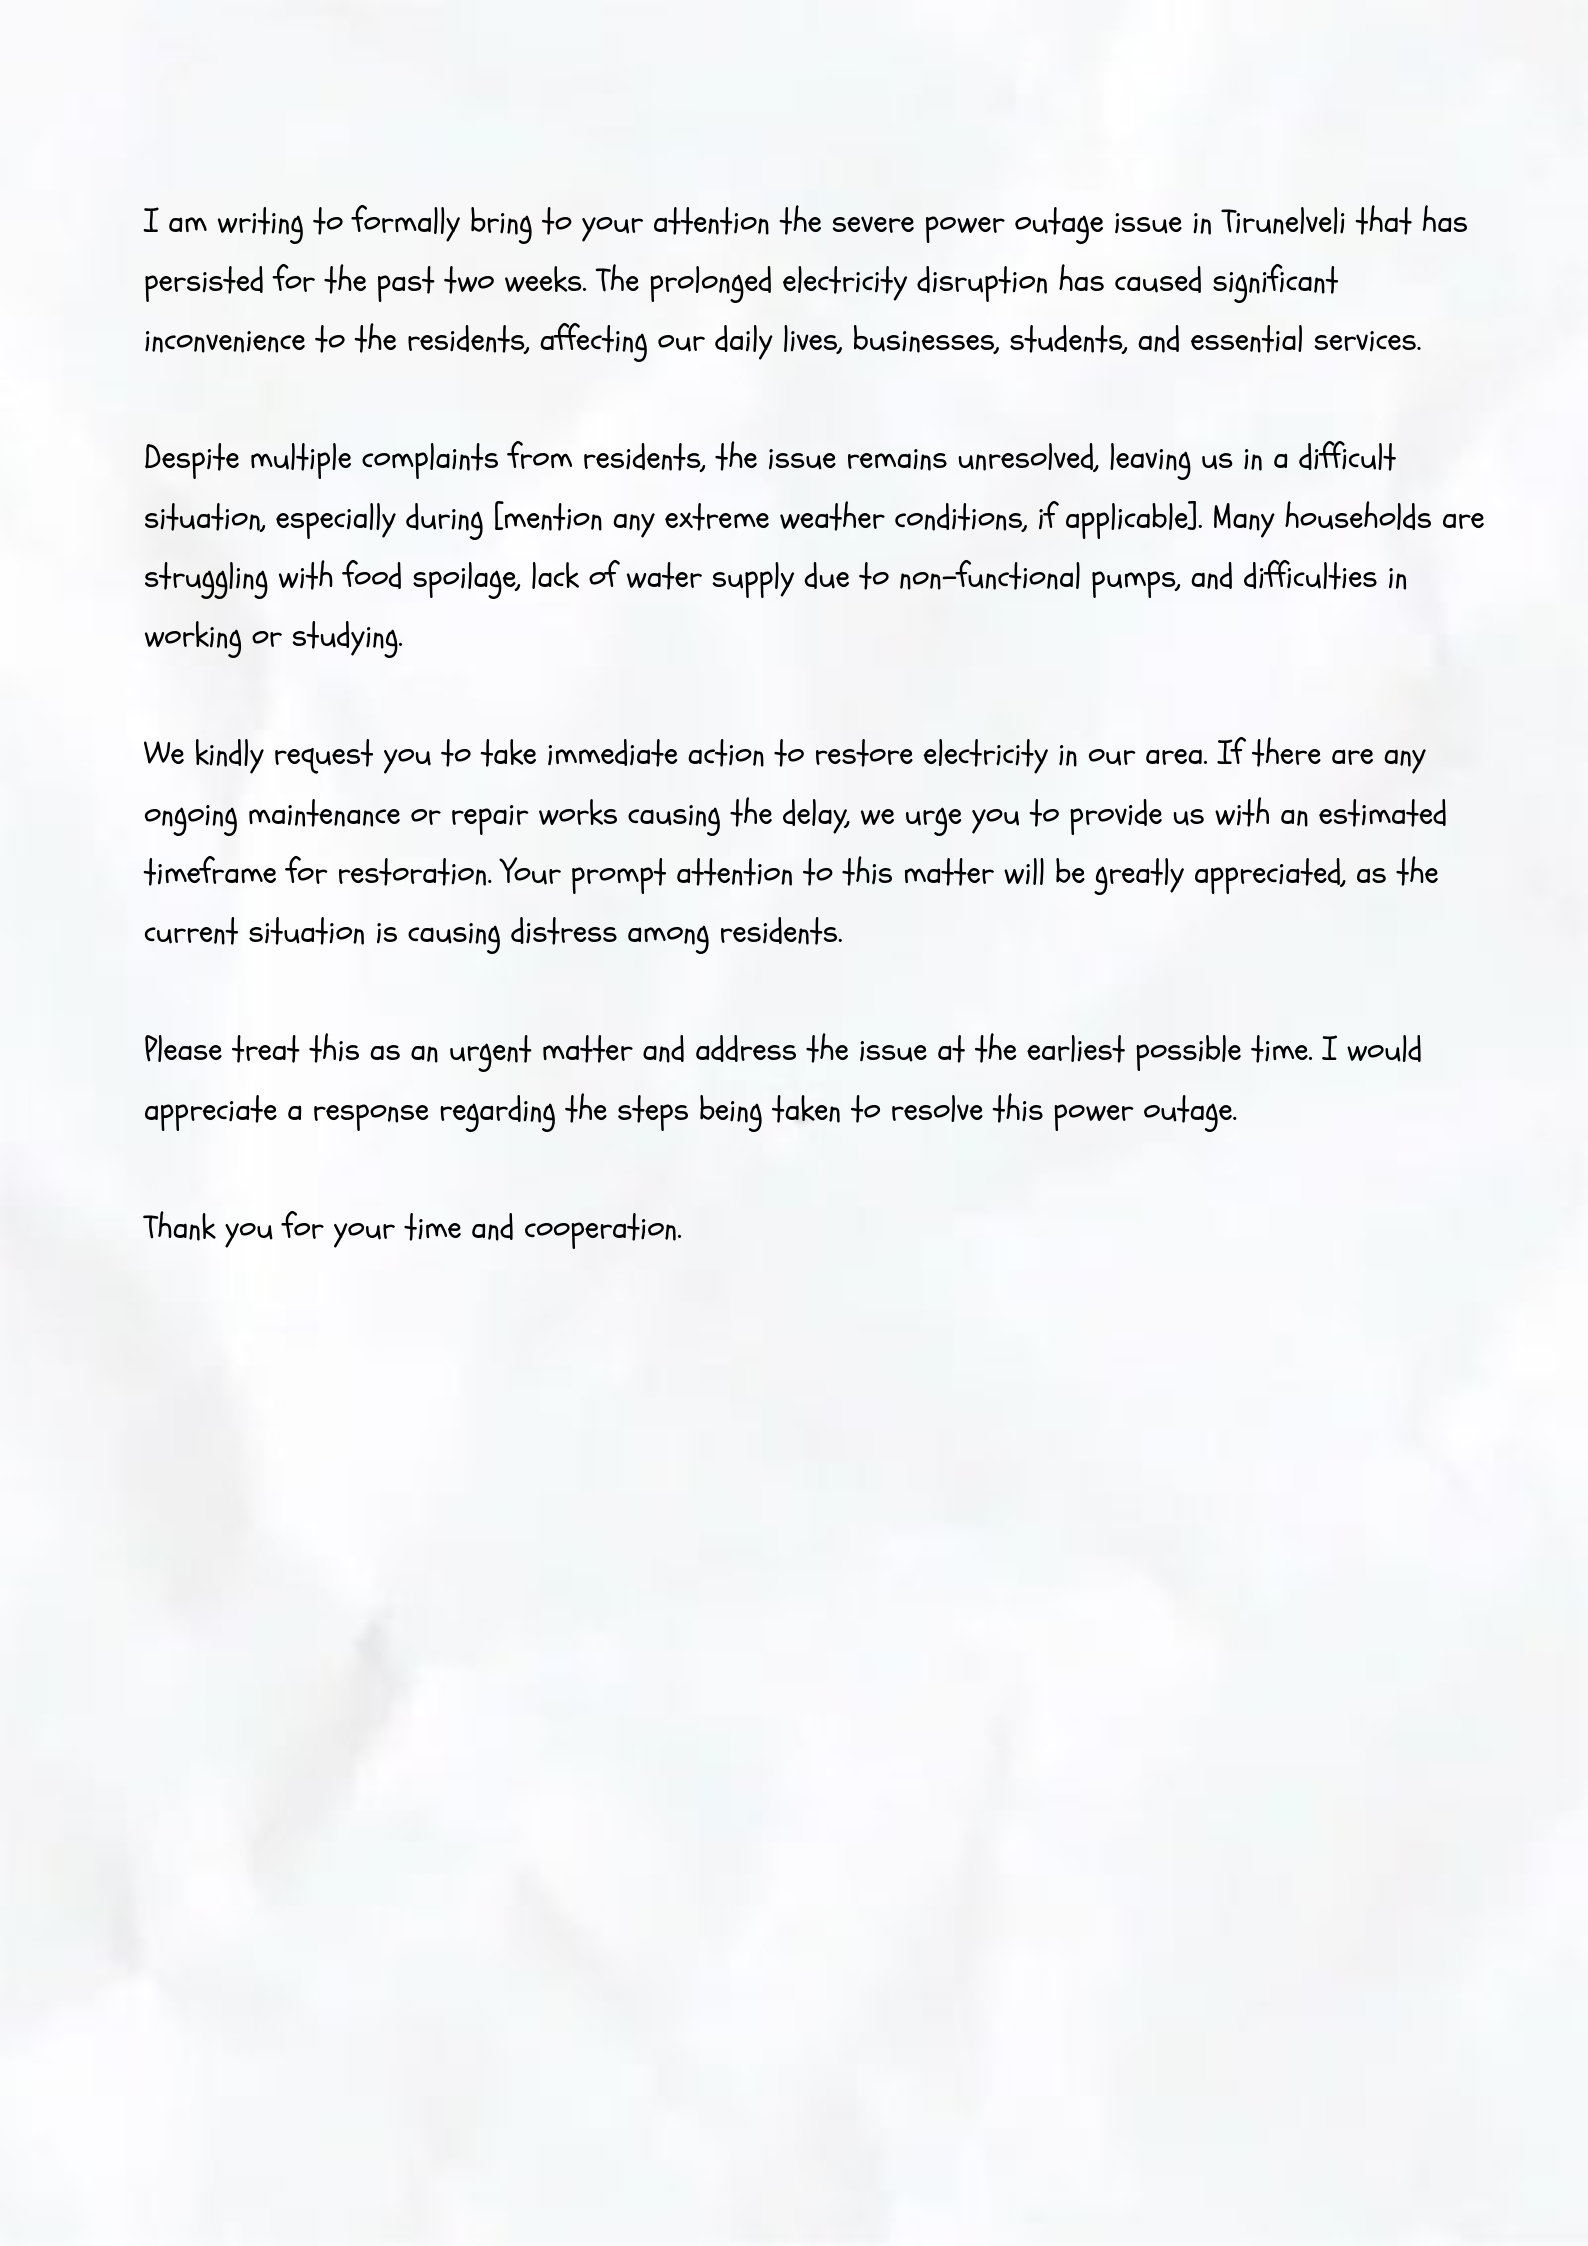 I am writing to formally bring to your attention the severe power outage issue in Tirunelveli that has
persisted for the past two weeks. The prolonged electricity disruption has caused significant
inconvenience to the residents, affecting our daily lives, businesses, students, and essential services.
Despite multiple complaints from residents, the issue remains unresolved, leaving us in a difficult
situation, especially during [mention any extreme weather conditions, if applicable]. Many households are
struggling with food spoilage, lack of water supply due to non-functional pumps, and difficulties in
working or studying.
We kindly request you to take immediate action to restore electricity in our area. If there are any
ongoing maintenance or repair works causing the delay, we urge you to provide us with an estimated
timeframe for restoration. Your prompt attention to this matter will be greatly appreciated, as the
current situation is causing distress among residents.
Please treat this as an urgent matter and address the issue at the earliest possible time. I would
appreciate a response regarding the steps being taken to resolve this power outage.
Thank you for your time and cooperation.